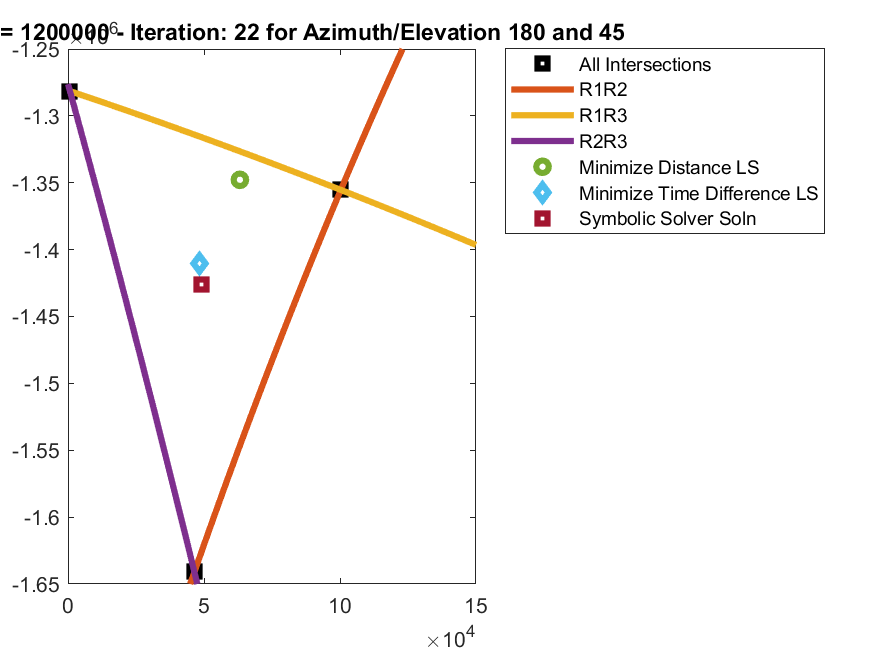 = 1200000 - Iteration: 22 for Azimuth/Elevation 180 and 45
×10⁶
-1.25
-1.3
-1.35
-1.4
-1.45
-1.5
-1.55
-1.6
-1.65
0 5 10 15
×10⁴
All Intersections
R1R2
R1R3
R2R3
Minimize Distance LS
Minimize Time Difference LS
Symbolic Solver Soln